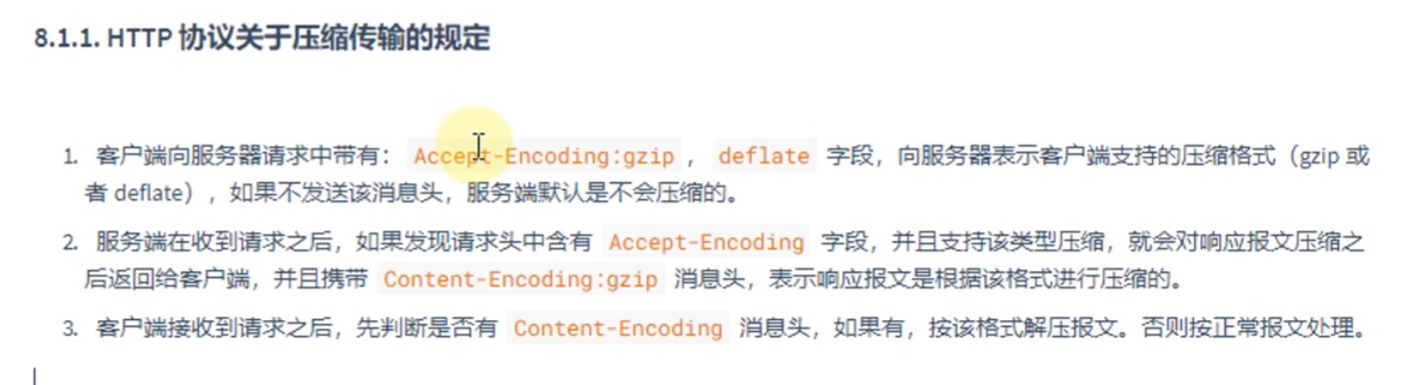 8.1.1. HTTP 协议关于压缩传输的规定
1. 客户端向服务器请求中带有： Accept-Encoding:gzip ， deflate 字段，向服务器表示客户端支持的压缩格式（gzip 或
者 deflate），如果不发送该消息头，服务端默认是不会压缩的。
2. 服务端在收到请求之后，如果发现请求头中含有 Accept-Encoding 字段，并且支持该类型压缩，就会对响应报文压缩之
后返回给客户端，并且携带 Content-Encoding:gzip 消息头，表示响应报文是根据该格式进行压缩的。
3. 客户端接收到请求之后，先判断是否有 Content-Encoding 消息头，如果有，按该格式解压报文。否则按正常报文处理。